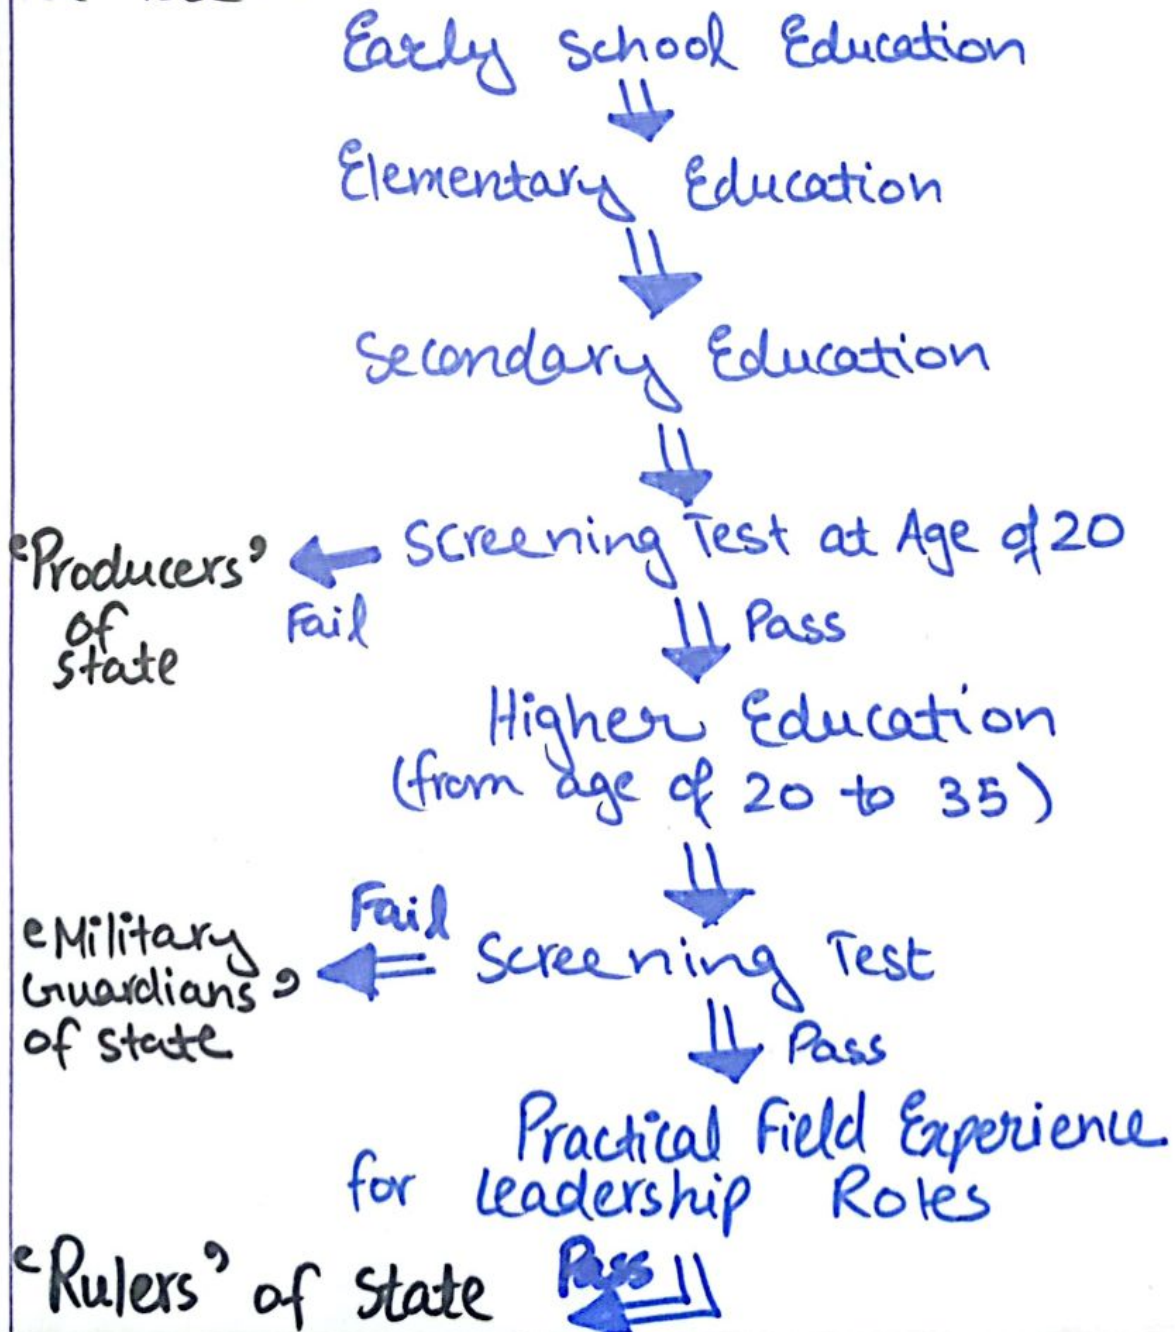 Early School Education
Elementary Education
Secondary Education
Screening Test at Age of 20
'Producers'
of
state
Fail
Pass
Higher Education
(from age of 20 to 35)
Fail
'Military
Guardians'
of state
Screening Test
Pass
Practical Field Experience
for leadership Roles
Pass
'Rulers' of state